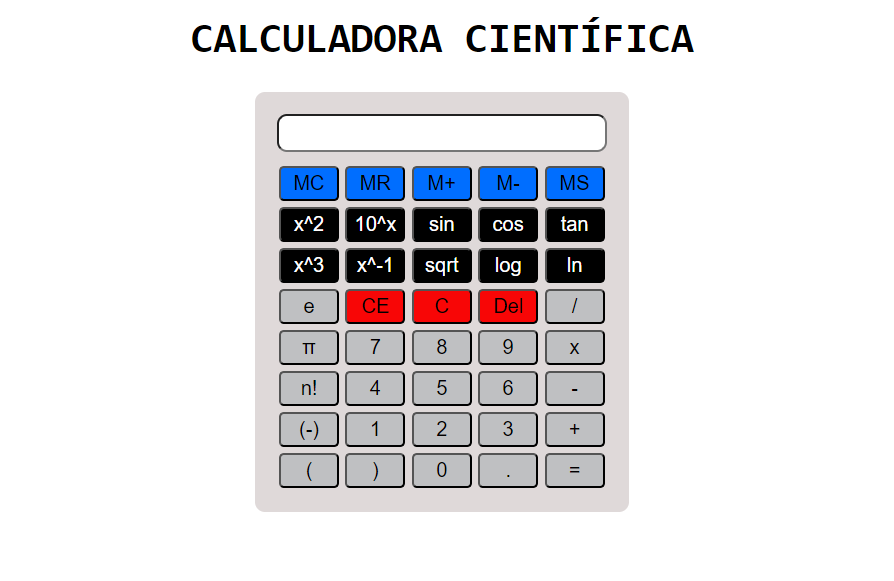 CALCULADORA CIENTÍFICA
MC MR M+ M- MS
x^2 10^x sin cos tan
x^3 x^-1 sqrt log ln
e CE C Del /
π 7 8 9 x
n! 4 5 6 -
(-) 1 2 3 +
( ) 0 . =